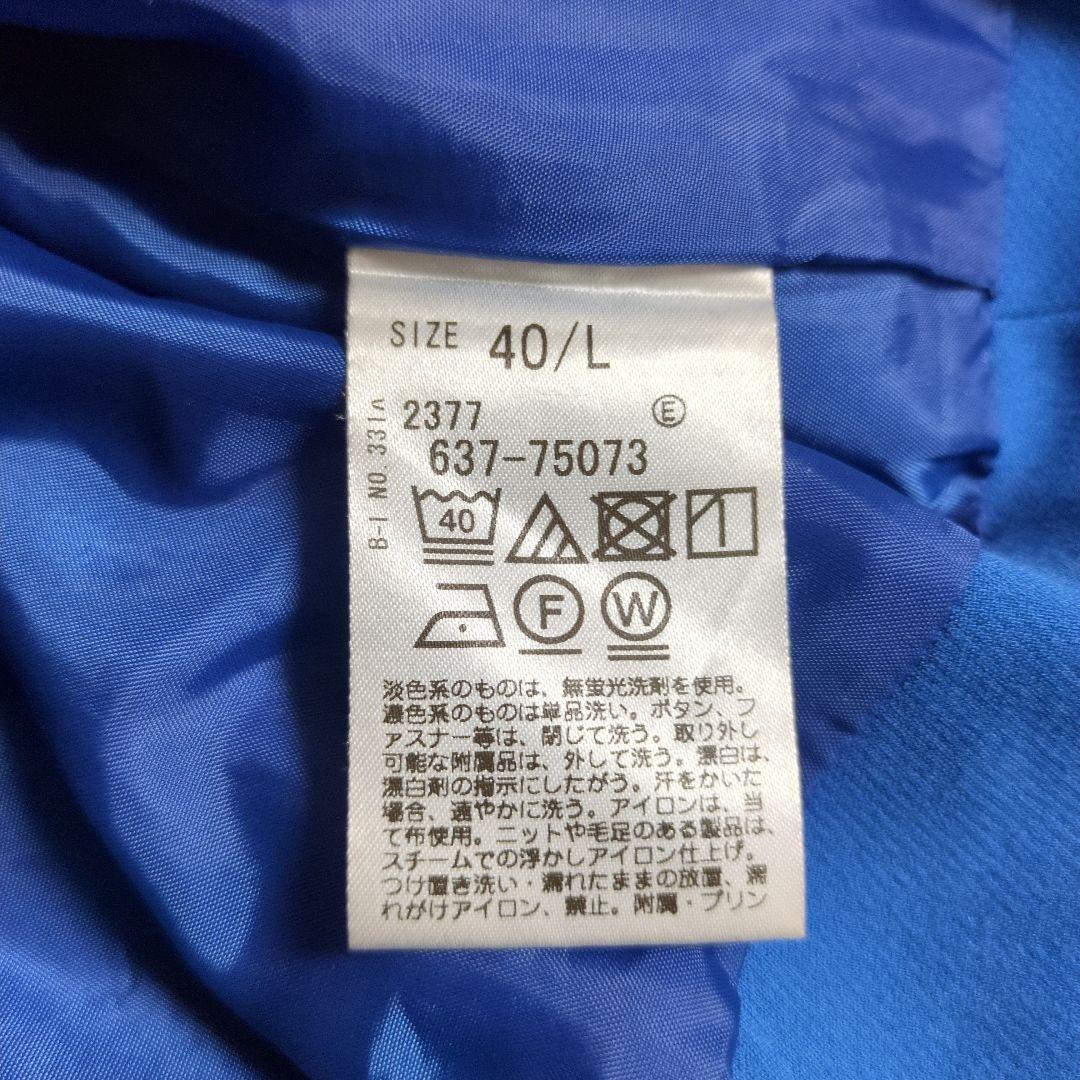 SIZE 40/L
2377 Ⓔ
637-75073
B-I NO.331A
40
F W
淡色系のものは、無蛍光洗剤を使用。
濃色系のものは単品洗い。ボタン、フ
ァスナー等は、閉じて洗う。取り外し
可能な附属品は、外して洗う。漂白は、
漂白剤の指示にしたがう。汗をかいた
場合、速やかに洗う。アイロンは、当
て布使用。ニットや毛足のある製品は、
スチームでの浮かしアイロン仕上げ。
つけ置き洗い・濡れたままの放置、濡
れがけアイロン、禁止。附属・プリン